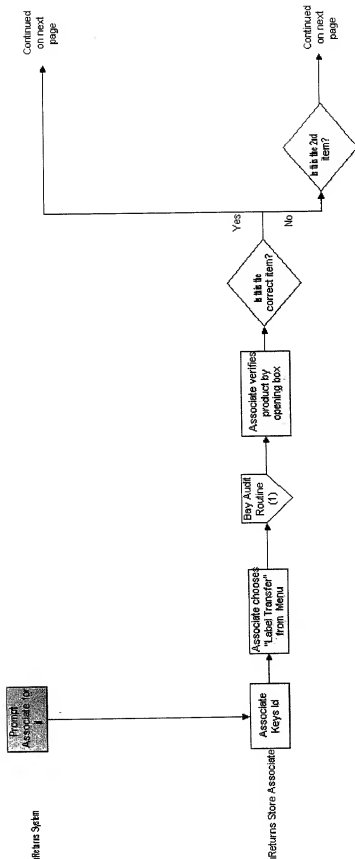 iReturns System
Prompt
Associate for
iReturns Store Associate
Associate
Keys Id
Associate chooses
"Label Transfer"
from Menu
Bay Audit
Routine
(1)
Associate verifies
product by
opening box
Is this the
correct item?
Yes
No
Is this the 2nd
item?
Continued
on next
page
Continued
on next
page